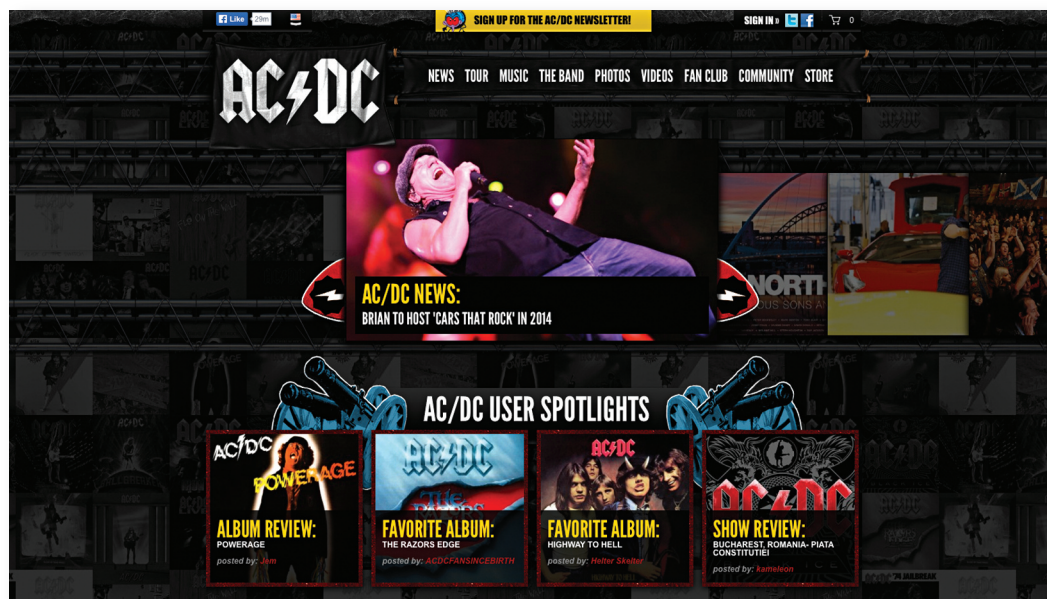 Like
29m
SIGN UP FOR THE AC/DC NEWSLETTER!
SIGN IN »
0
AC DC
NEWS TOUR MUSIC THE BAND PHOTOS VIDEOS FAN CLUB COMMUNITY STORE
AC/DC NEWS:
BRIAN TO HOST 'CARS THAT ROCK' IN 2014
NORTH
AC/DC USER SPOTLIGHTS
AC DC
POWERAGE
ALBUM REVIEW:
POWERAGE
posted by: Jem
AC DC
THE
RAZORS
FAVORITE ALBUM:
THE RAZORS EDGE
posted by: ACDCFANSINCEBIRTH
AC DC
FAVORITE ALBUM:
HIGHWAY TO HELL
posted by: Helter Skelter
AC DC
SHOW REVIEW:
BUCHAREST, ROMANIA- PIATA
CONSTITUTIEI
posted by: kameleon
'74 JAILBREAK